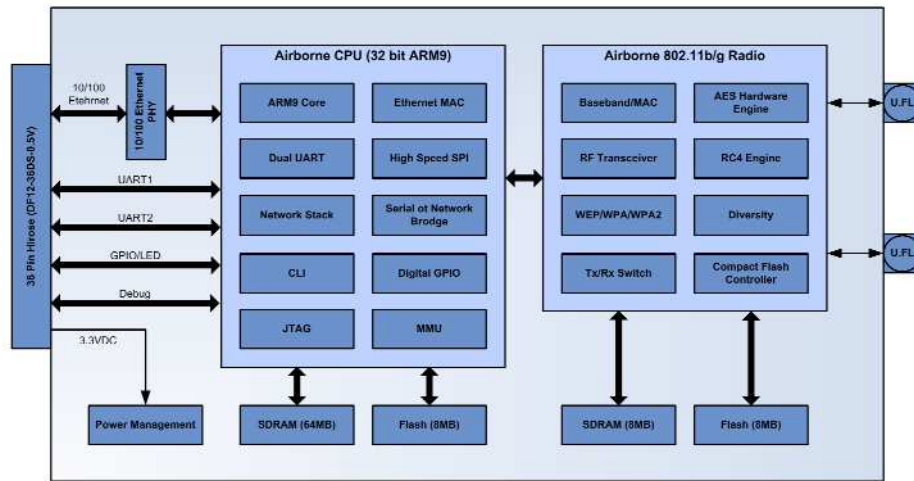 Airborne CPU (32 bit ARM9)
Airborne 802.11b/g Radio
36 Pin Hirose (DF12-36DS-0.5V)
10/100
Etehrnet
10/100 Ethernet
PHY
UART1
UART2
GPIO/LED
Debug
3.3VDC
Power Management
ARM9 Core
Ethernet MAC
Dual UART
High Speed SPI
Network Stack
Serial ot Network
Brodge
CLI
Digital GPIO
JTAG
MMU
SDRAM (64MB)
Flash (8MB)
Baseband/MAC
AES Hardware
Engine
RF Transceiver
RC4 Engine
WEP/WPA/WPA2
Diversity
Tx/Rx Switch
Compact Flash
Controller
SDRAM (8MB)
Flash (8MB)
U.FL
U.FL